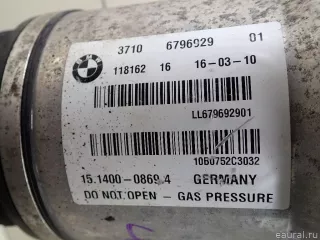 3710 6796929 01
118162 16 16-03-10
LL679692901
10B0752C3032
15.1400-0869.4 GERMANY
DO NOT OPEN - GAS PRESSURE
eaural.ru